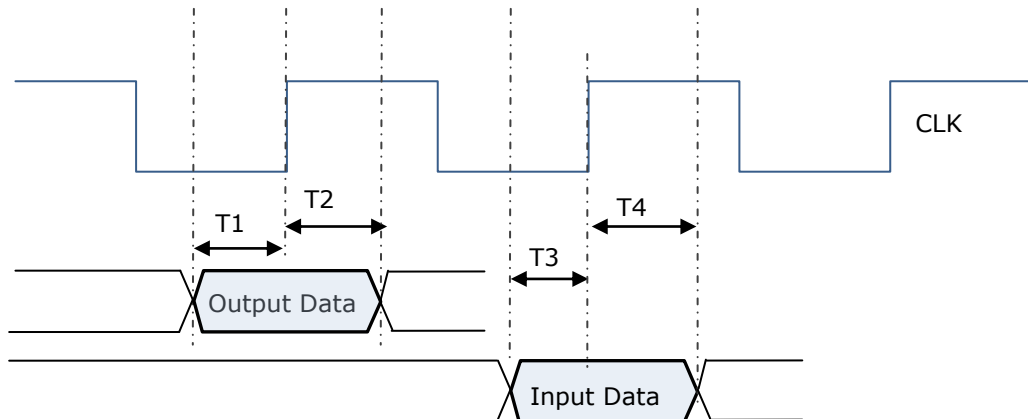 CLK
T2
T1
T4
T3
Output Data
Input Data